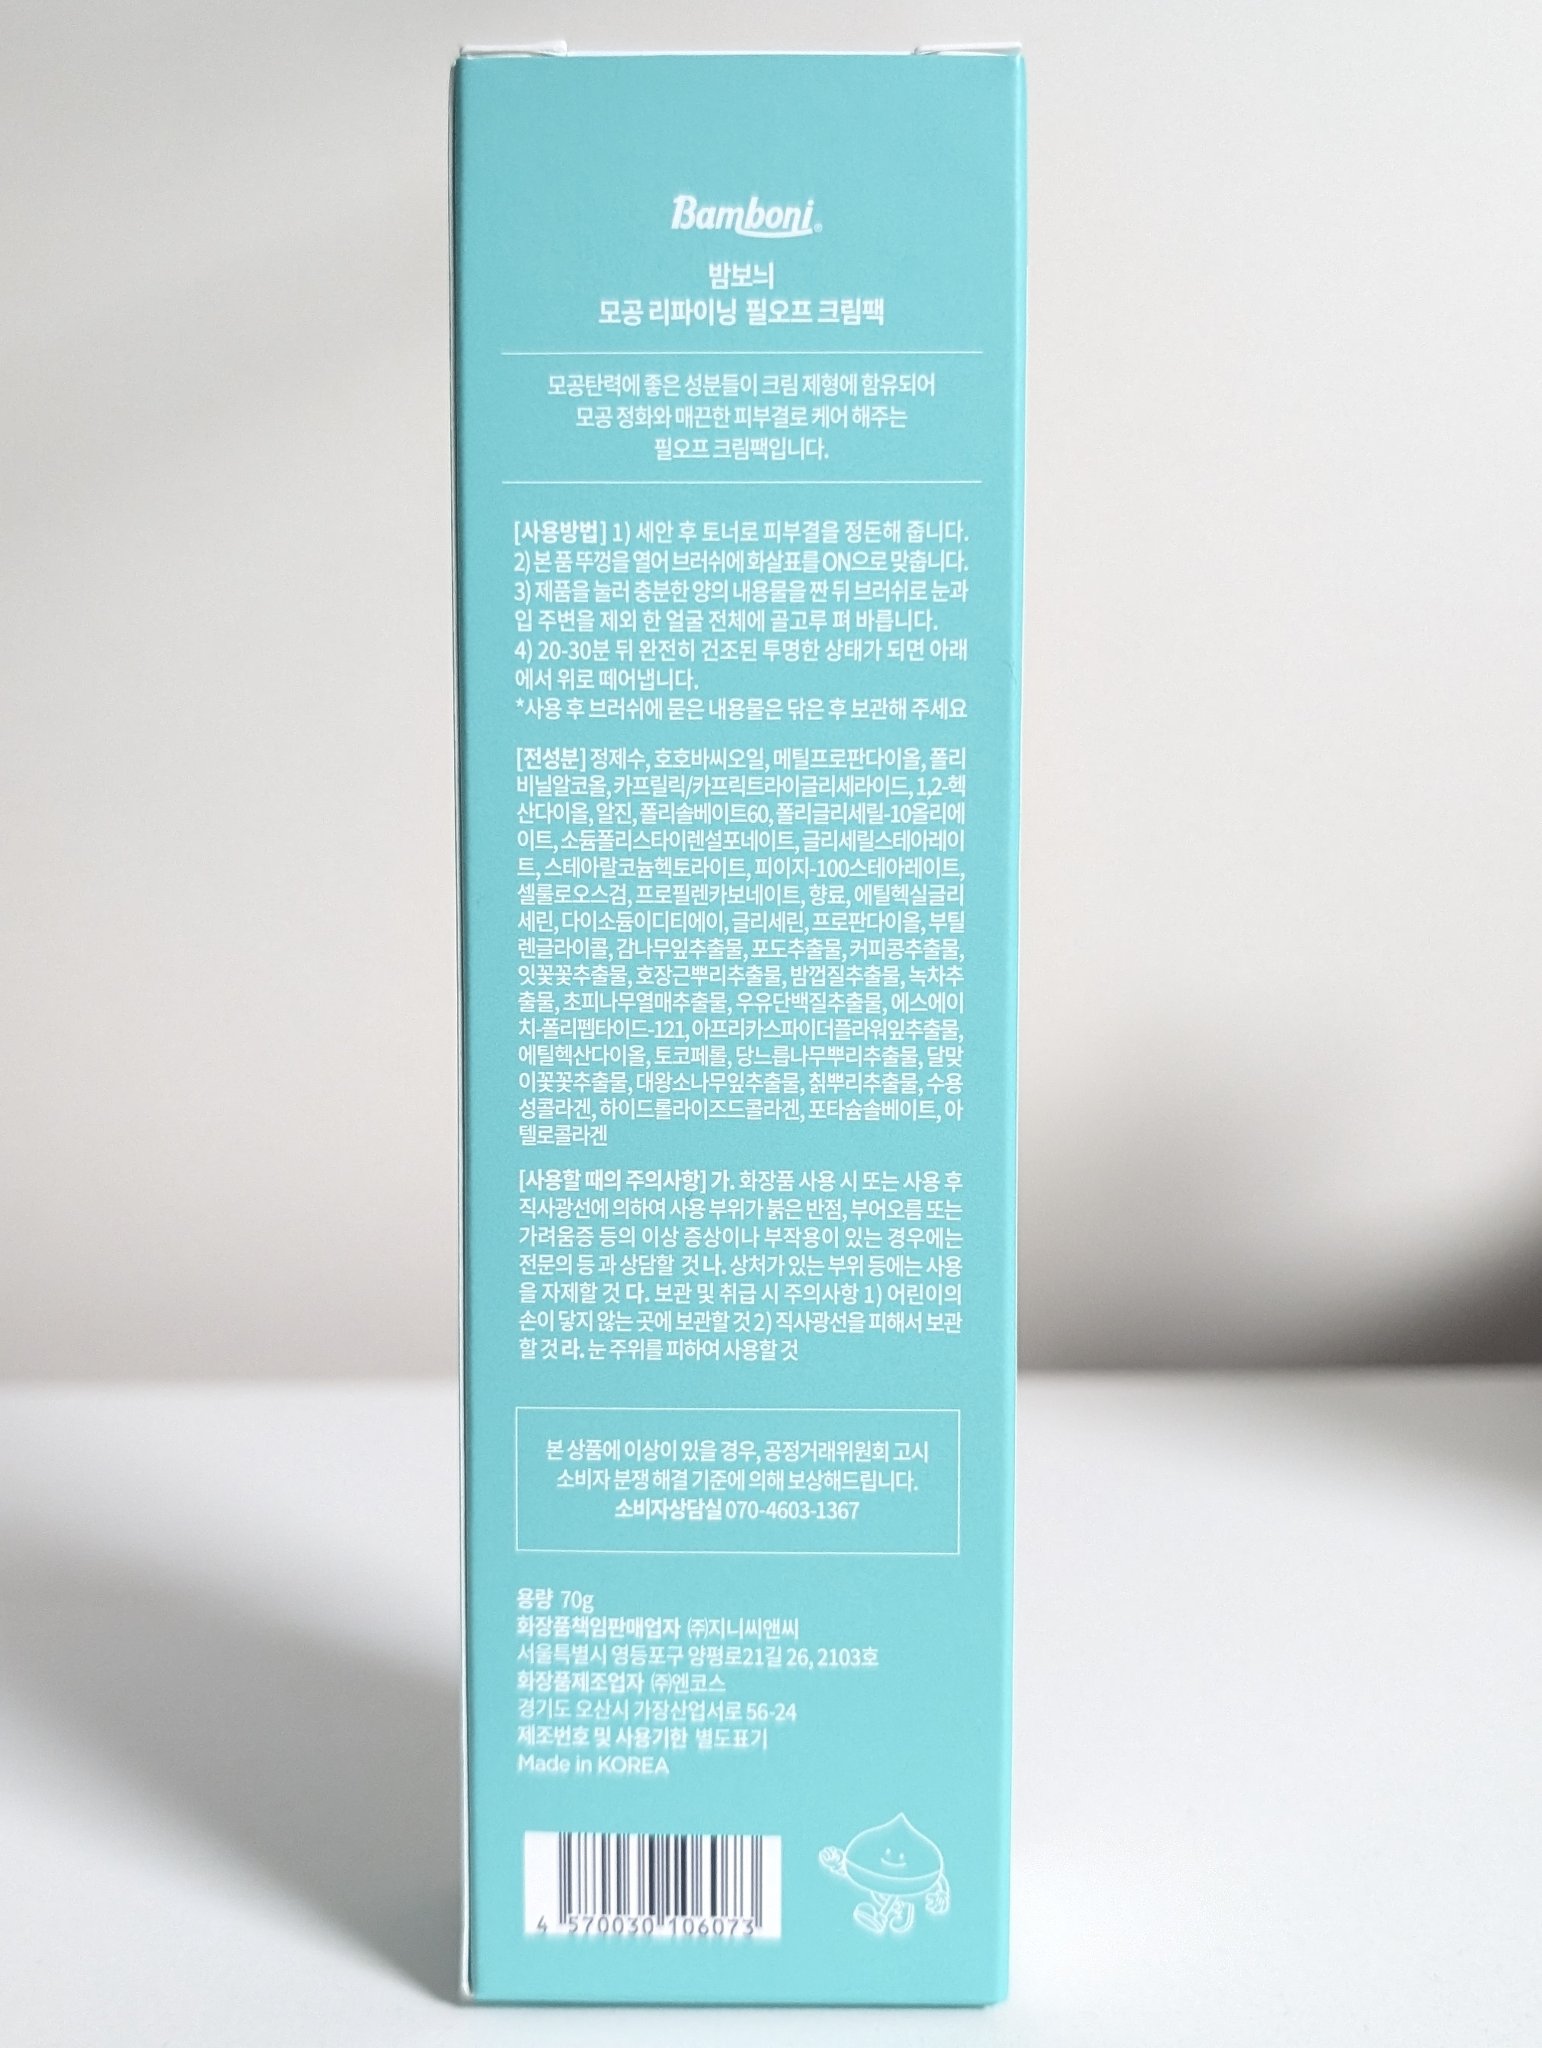 Bamboni®
밤보늬
모공 리파이닝 필오프 크림팩
모공탄력에 좋은 성분들이 크림 제형에 함유되어
모공 정화와 매끈한 피부결로 케어 해주는
필오프 크림팩입니다.
[사용방법] 1) 세안 후 토너로 피부결을 정돈해 줍니다.
2) 본 품 뚜껑을 열어 브러쉬에 화살표를 ON으로 맞춥니다.
3) 제품을 눌러 충분한 양의 내용물을 짠 뒤 브러쉬로 눈과
입 주변을 제외 한 얼굴 전체에 골고루 펴 바릅니다.
4) 20-30분 뒤 완전히 건조된 투명한 상태가 되면 아래
에서 위로 떼어냅니다.
*사용 후 브러쉬에 묻은 내용물은 닦은 후 보관해 주세요
[전성분] 정제수, 호호바씨오일, 메틸프로판다이올, 폴리
비닐알코올, 카프릴릭/카프릭트라이글리세라이드, 1,2-헥
산다이올, 알진, 폴리솔베이트60, 폴리글리세릴-10올리에
이트, 소듐폴리스타이렌설포네이트, 글리세릴스테아레이
트, 스테아랄코늄헥토라이트, 피이지-100스테아레이트,
셀룰로오스검, 프로필렌카보네이트, 향료, 에틸헥실글리
세린, 다이소듐이디티에이, 글리세린, 프로판다이올, 부틸
렌글라이콜, 감나무잎추출물, 포도추출물, 커피콩추출물,
잇꽃꽃추출물, 호장근뿌리추출물, 밤껍질추출물, 녹차추
출물, 초피나무열매추출물, 우유단백질추출물, 에스에이
치-폴리펩타이드-121, 아프리카스파이더플라워잎추출물,
에틸헥산다이올, 토코페롤, 당느릅나무뿌리추출물, 달맞
이꽃꽃추출물, 대왕소나무잎추출물, 칡뿌리추출물, 수용
성콜라겐, 하이드롤라이즈드콜라겐, 포타슘솔베이트, 아
텔로콜라겐
[사용할 때의 주의사항] 가. 화장품 사용 시 또는 사용 후
직사광선에 의하여 사용 부위가 붉은 반점, 부어오름 또는
가려움증 등의 이상 증상이나 부작용이 있는 경우에는
전문의 등 과 상담할 것 나. 상처가 있는 부위 등에는 사용
을 자제할 것 다. 보관 및 취급 시 주의사항 1) 어린이의
손이 닿지 않는 곳에 보관할 것 2) 직사광선을 피해서 보관
할 것 라. 눈 주위를 피하여 사용할 것
본 상품에 이상이 있을 경우, 공정거래위원회 고시
소비자 분쟁 해결 기준에 의해 보상해드립니다.
소비자상담실 070-4603-1367
용량 70g
화장품책임판매업자 ㈜지니씨앤씨
서울특별시 영등포구 양평로21길 26, 2103호
화장품제조업자 ㈜엔코스
경기도 오산시 가장산업서로 56-24
제조번호 및 사용기한 별도표기
Made in KOREA
4 570030 106073